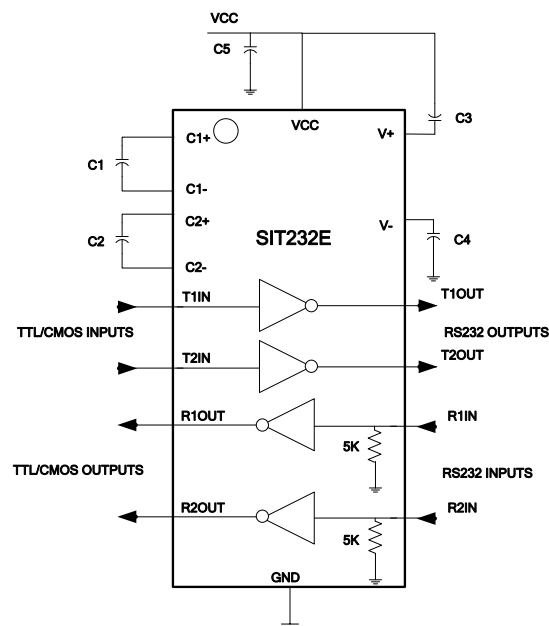 VCC
C5
VCC
C3
V+
C1+
C1
C1-
C2+
V-
C2
SIT232E
C4
C2-
T1IN
T1OUT
TTL/CMOS INPUTS
RS232 OUTPUTS
T2IN
T2OUT
R1OUT
R1IN
5K
TTL/CMOS OUTPUTS
RS232 INPUTS
R2OUT
R2IN
5K
GND